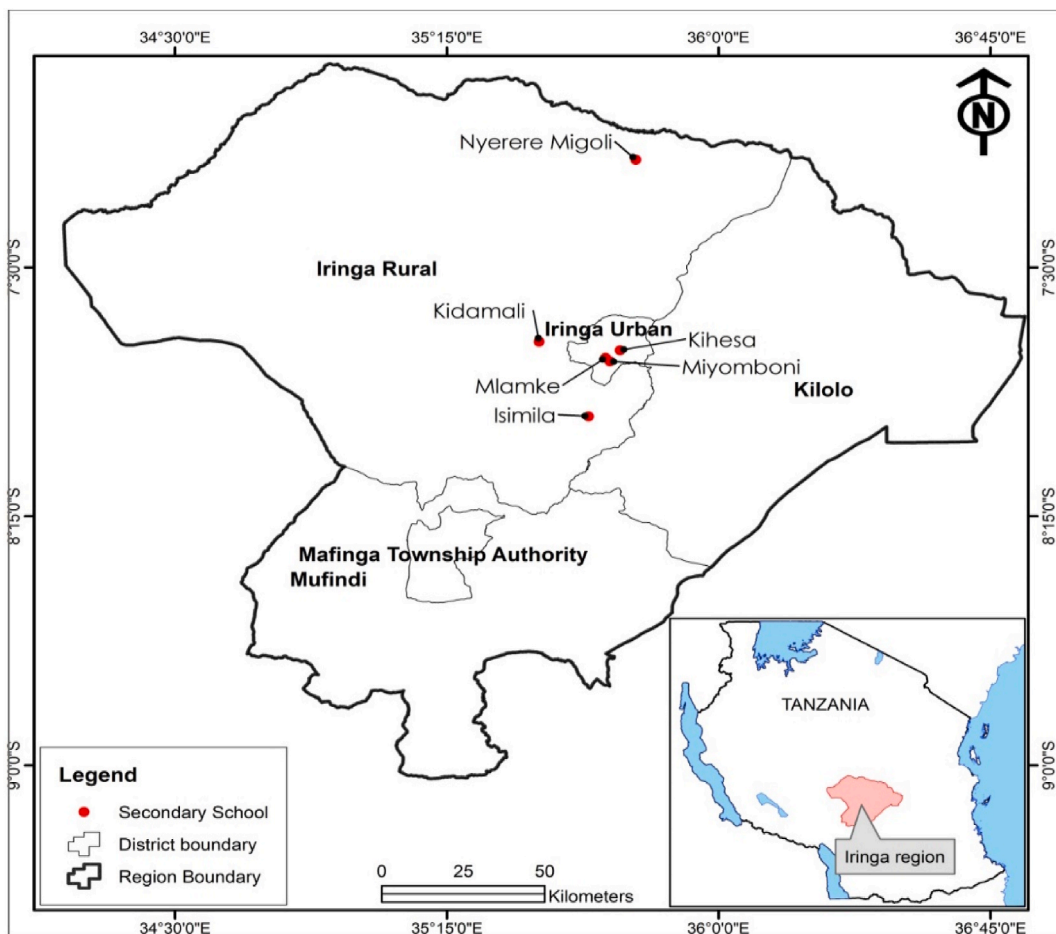 34°30'0"E
35°15'0"E
36°0'0"E
36°45'0"E
N
Nyerere Migoli
7°30'0"S
7°30'0"S
Iringa Rural
Kidamali
Iringa Urban
Kihesa
Mlamke
Miyomboni
Kilolo
Isimila
8°15'0"S
8°15'0"S
Mafinga Township Authority
Mufindi
TANZANIA
Iringa region
9°0'0"S
9°0'0"S
Legend
Secondary School
District boundary
Region Boundary
0 25 50
Kilometers
34°30'0"E
35°15'0"E
36°0'0"E
36°45'0"E